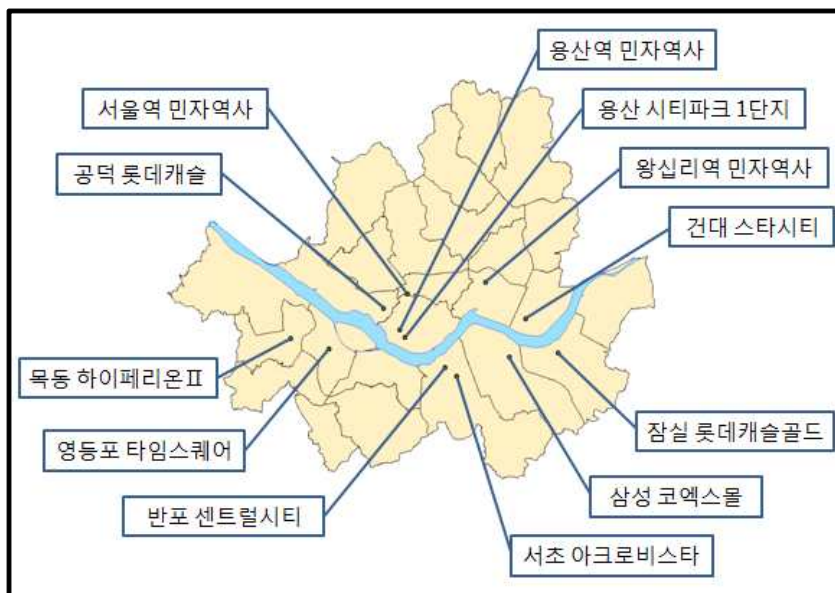 용산역 민자역사
서울역 민자역사
용산 시티파크 1단지
공덕 롯데캐슬
왕십리역 민자역사
건대 스타시티
목동 하이페리온Ⅱ
잠실 롯데캐슬골드
영등포 타임스퀘어
삼성 코엑스몰
반포 센트럴시티
서초 아크로비스타